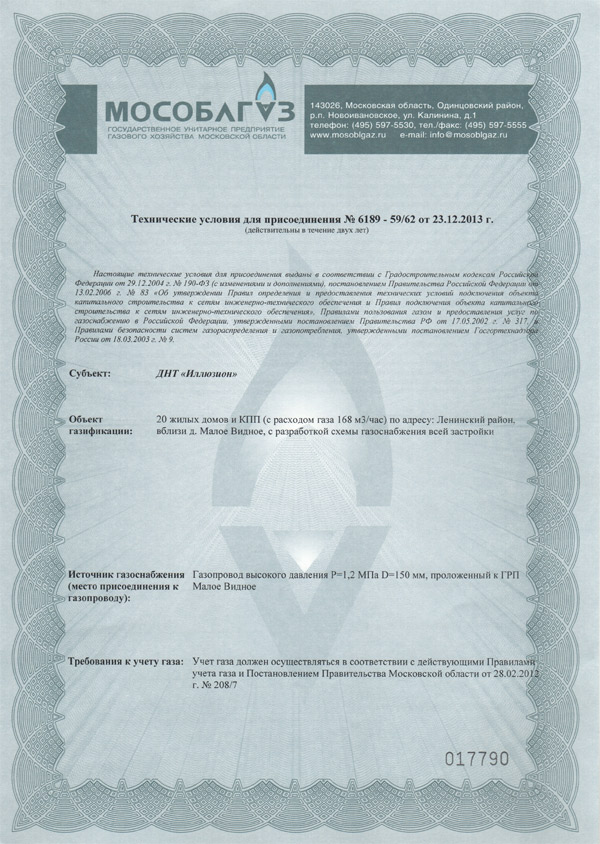 МОСОБЛГАЗ
ГОСУДАРСТВЕННОЕ УНИТАРНОЕ ПРЕДПРИЯТИЕ
ГАЗОВОГО ХОЗЯЙСТВА МОСКОВСКОЙ ОБЛАСТИ
143026, Московская область, Одинцовский район,
р.п. Новоивановское, ул. Калинина, д.1
телефон: (495) 597-5530, тел./факс: (495) 597-5555
www.mosoblgaz.ru e-mail: info@mosoblgaz.ru
Технические условия для присоединения № 6189 - 59/62 от 23.12.2013 г.
(действительны в течение двух лет)
Настоящие технические условия для присоединения выданы в соответствии с Градостроительным кодексом Российской
Федерации от 29.12.2004 г. № 190-ФЗ (с изменениями и дополнениями), постановлением Правительства Российской Федерации от
13.02.2006 г. № 83 «Об утверждении Правил определения и предоставления технических условий подключения объекта
капитального строительства к сетям инженерно-технического обеспечения и Правил подключения объекта капитального
строительства к сетям инженерно-технического обеспечения», Правилами пользования газом и предоставления услуг по
газоснабжению в Российской Федерации, утвержденными постановлением Правительства РФ от 17.05.2002 г. № 317 и
Правилами безопасности систем газораспределения и газопотребления, утвержденными постановлением Госгортехнадзора
России от 18.03.2003 г. № 9.
Субъект: ДНТ «Иллюзион»
Объект 20 жилых домов и КПП (с расходом газа 168 м3/час) по адресу: Ленинский район,
газификации: вблизи д. Малое Видное, с разработкой схемы газоснабжения всей застройки
Источник газоснабжения Газопровод высокого давления Р=1,2 МПа D=150 мм, проложенный к ГРП
(место присоединения к Малое Видное
газопроводу):
Требования к учету газа: Учет газа должен осуществляться в соответствии с действующими Правилами
учета газа и Постановлением Правительства Московской области от 28.02.2012
г. № 208/7
017790